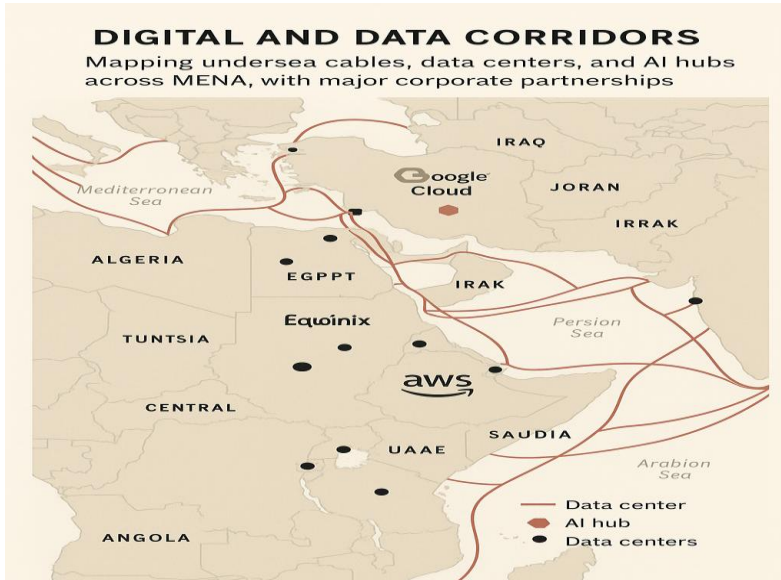 DIGITAL AND DATA CORRIDORS
Mapping undersea cables, data centers, and AI hubs
across MENA, with major corporate partnerships
IRAQ
Google
Cloud
JORAN
Mediterranean
Sea
IRRAK
ALGERIA
EGPPT
IRAK
Equinix
Persion
Sea
TUNTSIA
aws
CENTRAL
SAUDIA
UAAE
Arabion
Sea
Data center
AI hub
Data centers
ANGOLA